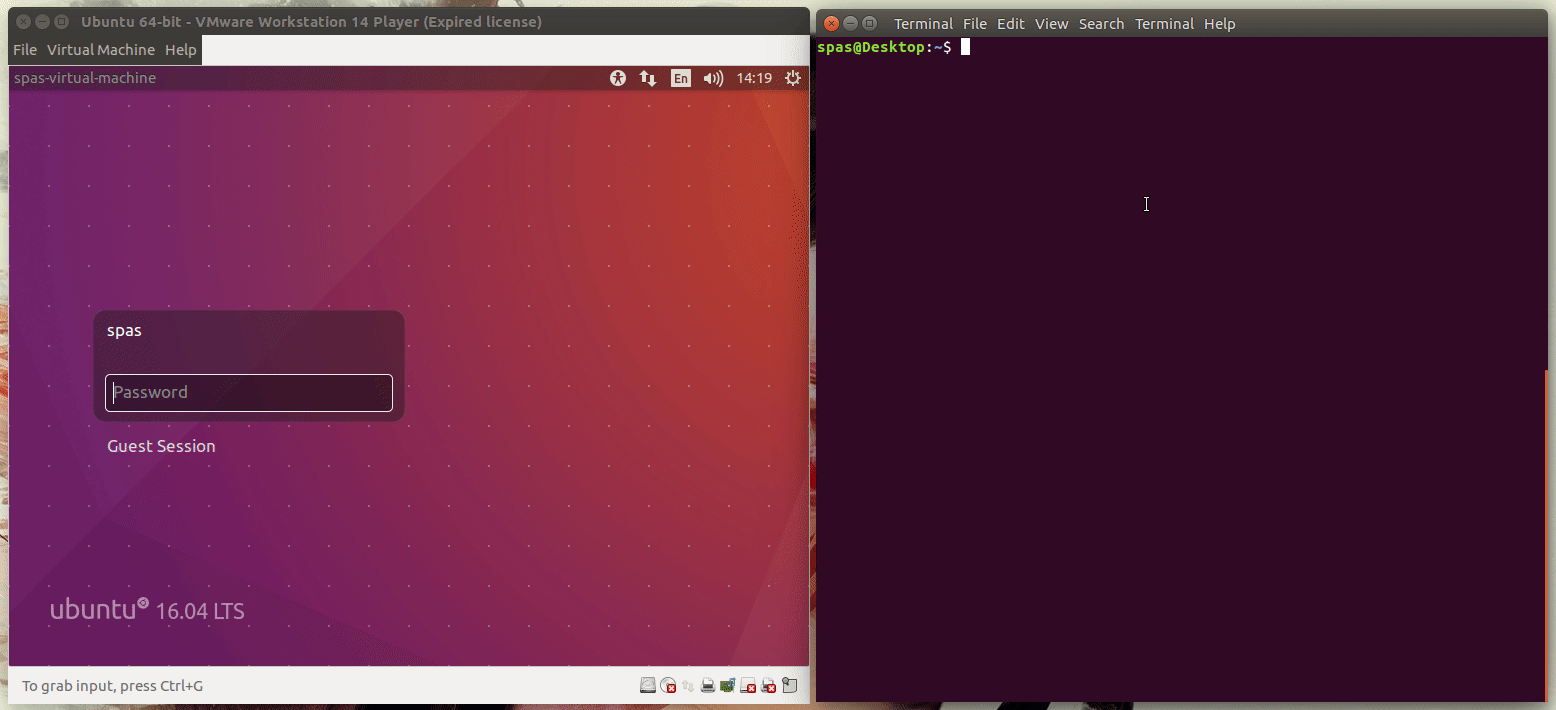 Ubuntu 64-bit - VMware Workstation 14 Player (Expired license)
File Virtual Machine Help
spas-virtual-machine En 14:19
spas
Password
Guest Session
ubuntu 16.04 LTS
To grab input, press Ctrl+G
Terminal File Edit View Search Terminal Help
spas@Desktop:~$